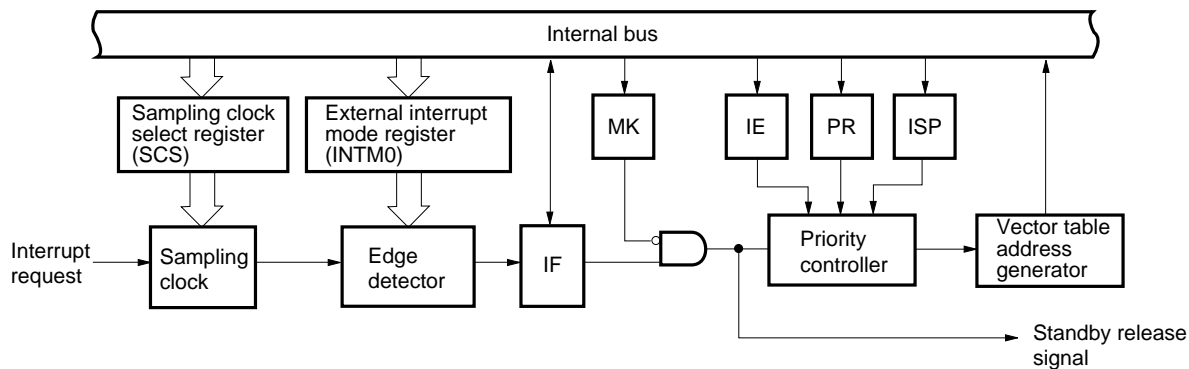 Internal bus
Sampling clock
select register
(SCS)
External interrupt
mode register
(INTM0)
MK
IE
PR
ISP
Interrupt
request
Sampling
clock
Edge
detector
IF
Priority
controller
Vector table
address
generator
Standby release
signal